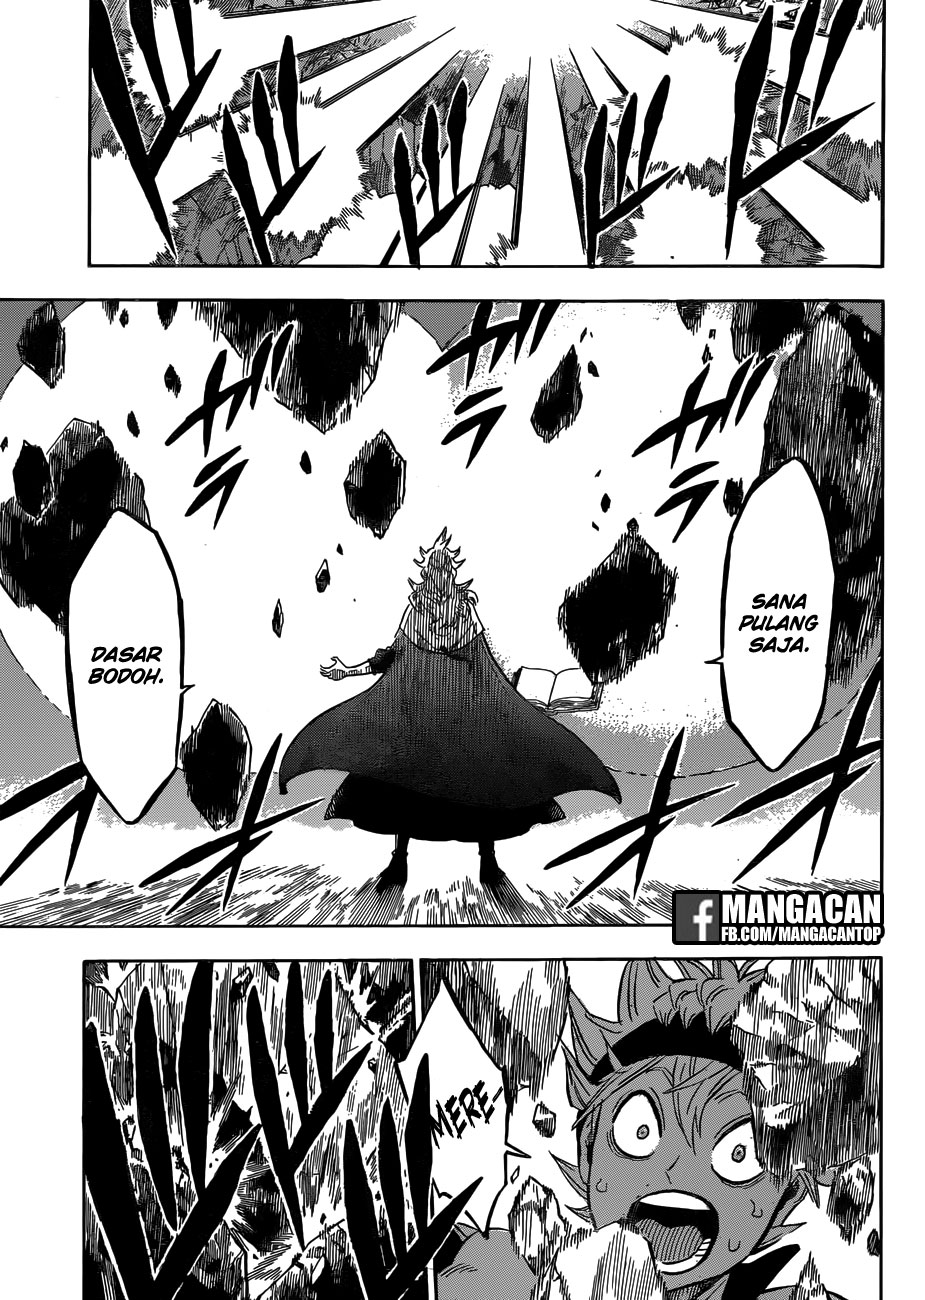 SANA
PULANG
SAJA.
DASAR
BODOH.
MANGACAN
FB.COM/MANGACANTOP
MERE-